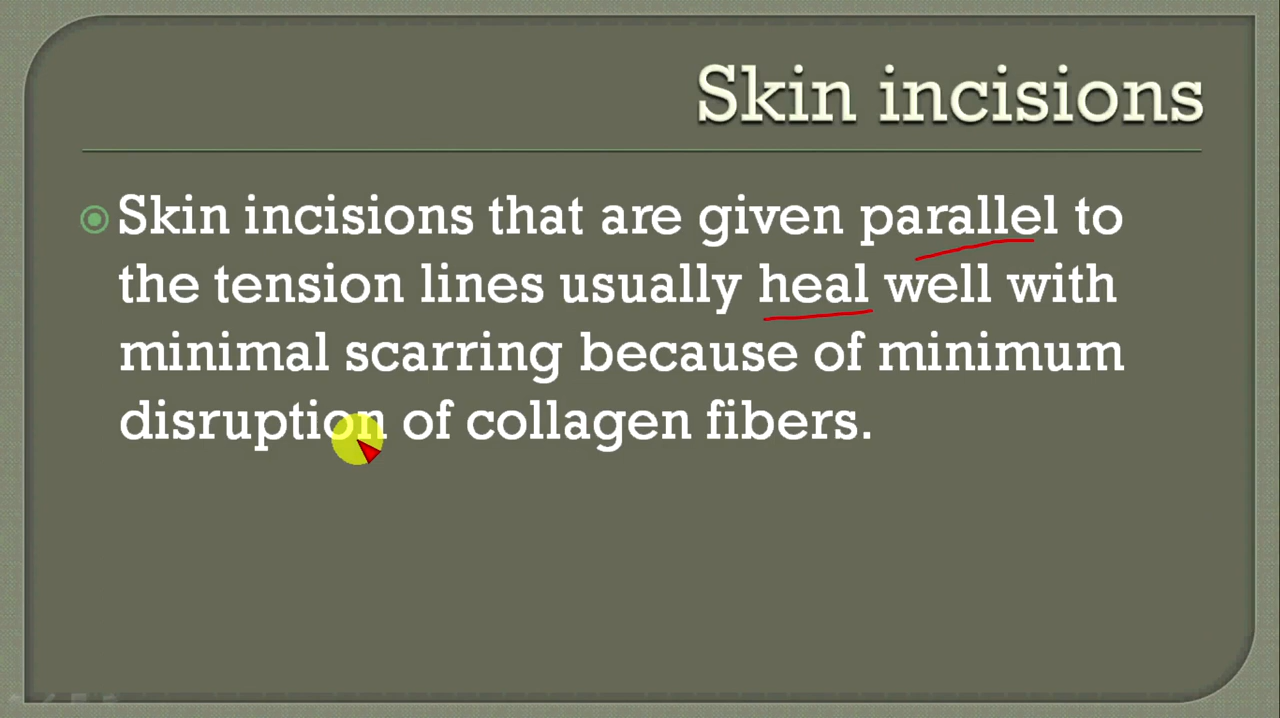 Skin incisions
Skin incisions that are given parallel to
the tension lines usually heal well with
minimal scarring because of minimum
disruption of collagen fibers.